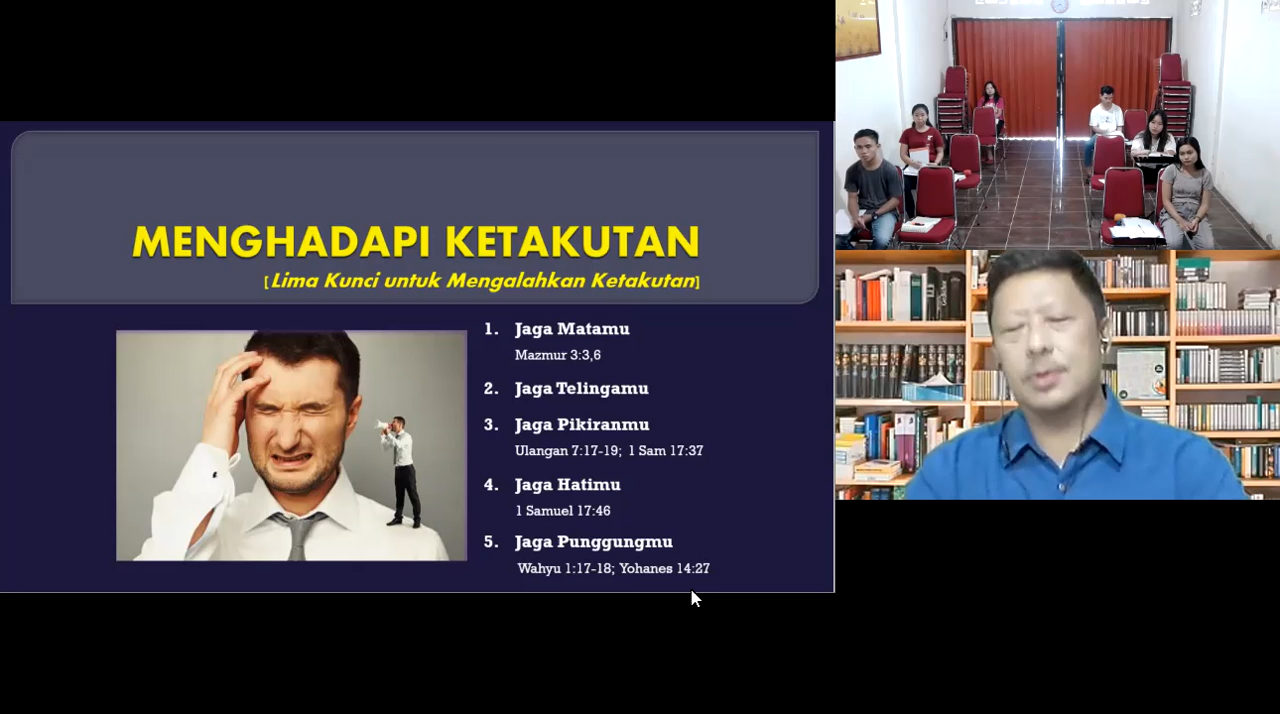 MENGHADAPI KETAKUTAN
[Lima Kunci untuk Mengalahkan Ketakutan]
1. Jaga Matamu
Mazmur 3:3,6
2. Jaga Telingamu
3. Jaga Pikiranmu
Ulangan 7:17-19; 1 Sam 17:37
4. Jaga Hatimu
1 Samuel 17:46
5. Jaga Punggungmu
Wahyu 1:17-18; Yohanes 14:27